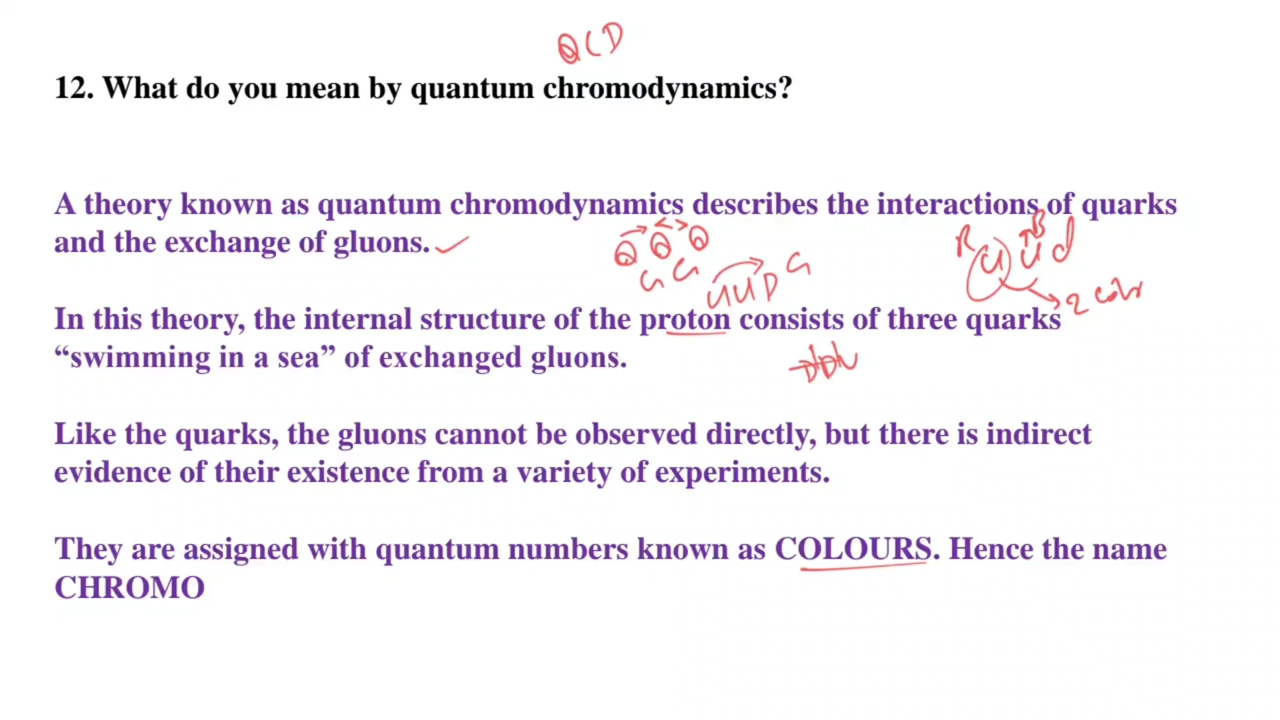 QCD
12. What do you mean by quantum chromodynamics?
A theory known as quantum chromodynamics describes the interactions of quarks
and the exchange of gluons.
Q Q Q
G G
UUD G
R
B
u u d
2 colr
In this theory, the internal structure of the proton consists of three quarks
“swimming in a sea” of exchanged gluons.
Like the quarks, the gluons cannot be observed directly, but there is indirect
evidence of their existence from a variety of experiments.
They are assigned with quantum numbers known as COLOURS. Hence the name
CHROMO